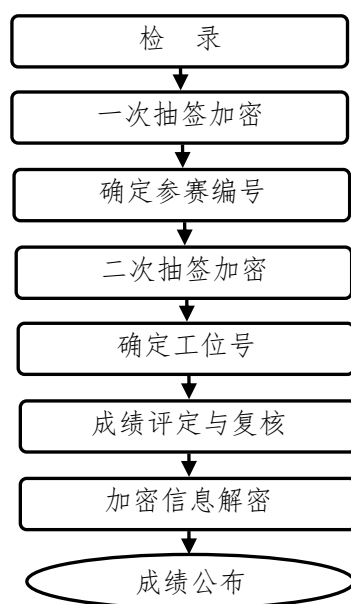 检 录
一次抽签加密
确定参赛编号
二次抽签加密
确定工位号
成绩评定与复核
加密信息解密
成绩公布